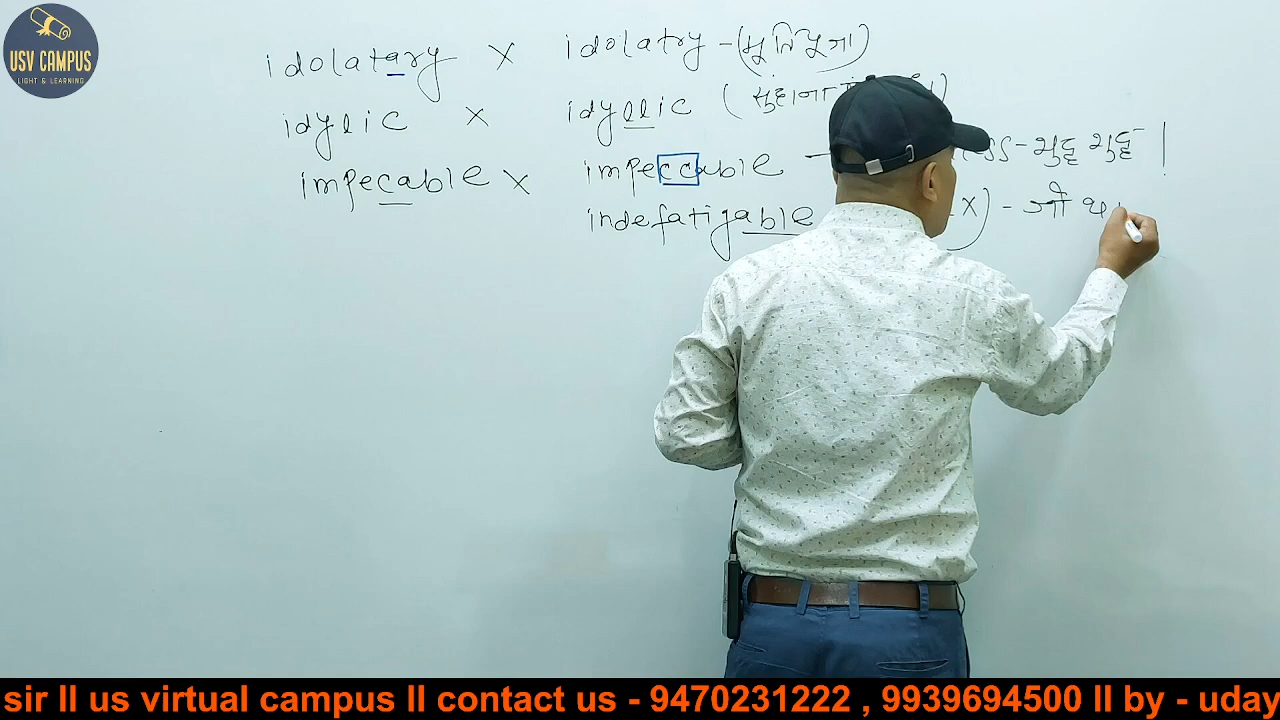 USV CAMPUS
LIGHT & LEARNING
idolatary X idolatry - (मूर्तिपूजा)
idylic X idyllic (सुहाना
impecable X impeccable - शुद्ध शुद्ध
indefatigable X) - जो थ
sir ll us virtual campus ll contact us - 9470231222 , 9939694500 ll by - uday